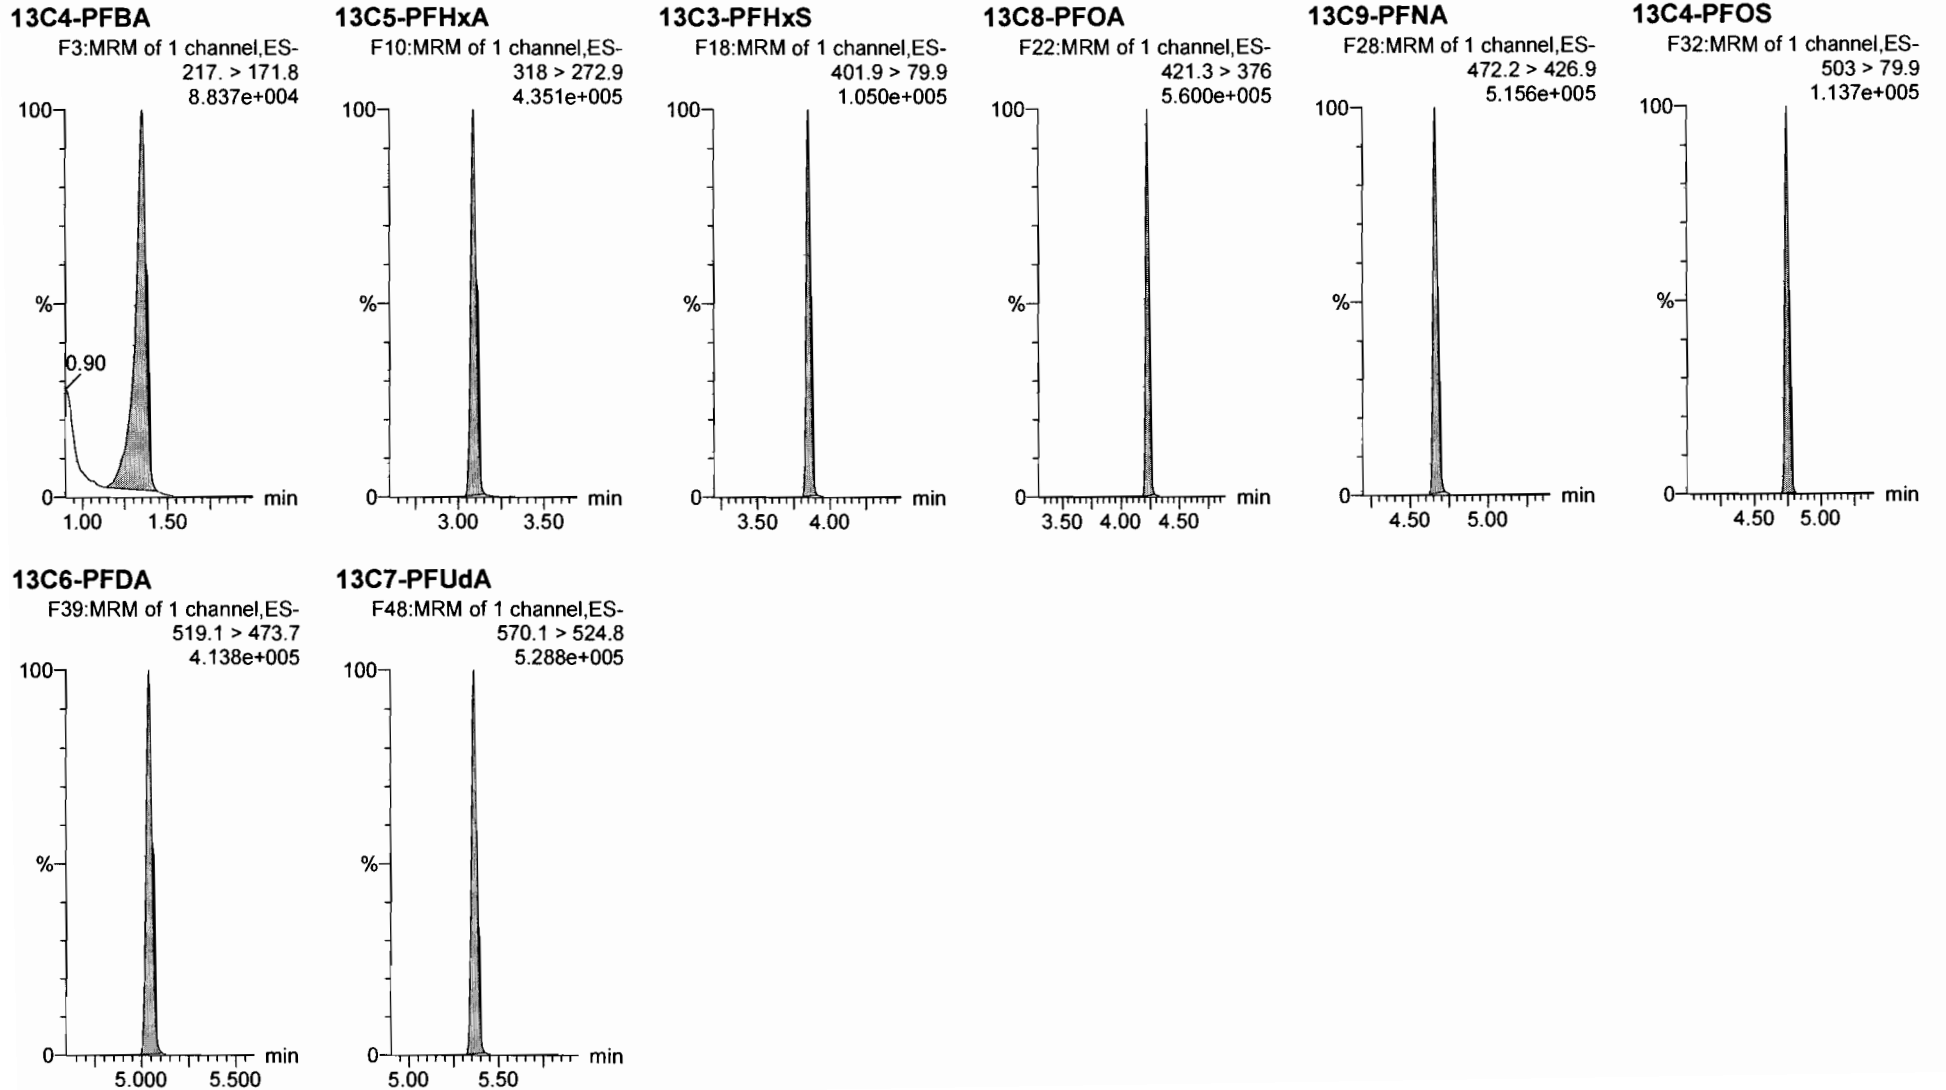 13C4-PFBA
F3:MRM of 1 channel,ES-
217. > 171.8
8.837e+004
100
%
0.90
0
min
1.00 1.50
13C5-PFHxA
F10:MRM of 1 channel,ES-
318 > 272.9
4.351e+005
100
%
0
min
3.00 3.50
13C3-PFHxS
F18:MRM of 1 channel,ES-
401.9 > 79.9
1.050e+005
100
%
0
min
3.50 4.00
13C8-PFOA
F22:MRM of 1 channel,ES-
421.3 > 376
5.600e+005
100
%
0
min
3.50 4.00 4.50
13C9-PFNA
F28:MRM of 1 channel,ES-
472.2 > 426.9
5.156e+005
100
%
0
min
4.50 5.00
13C4-PFOS
F32:MRM of 1 channel,ES-
503 > 79.9
1.137e+005
100
%
0
min
4.50 5.00
13C6-PFDA
F39:MRM of 1 channel,ES-
519.1 > 473.7
4.138e+005
100
%
0
min
5.000 5.500
13C7-PFUdA
F48:MRM of 1 channel,ES-
570.1 > 524.8
5.288e+005
100
%
0
min
5.00 5.50